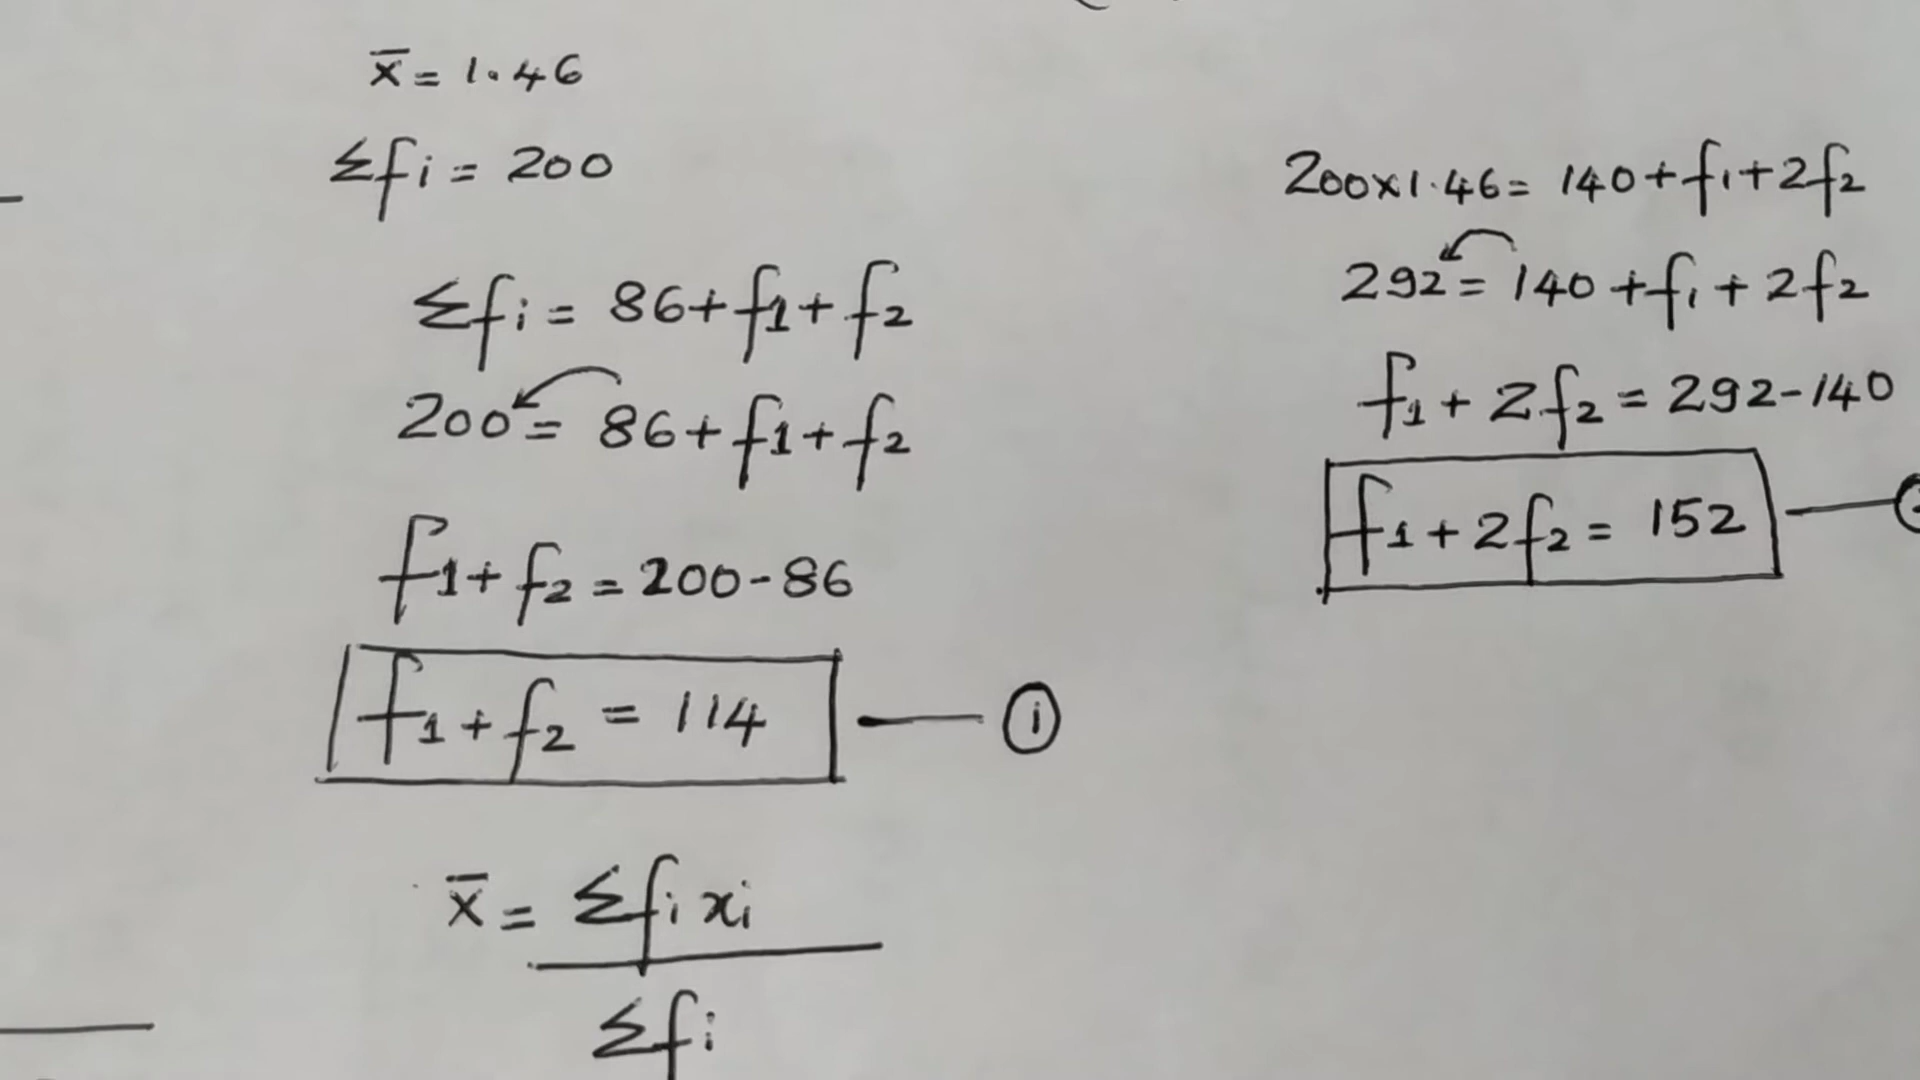 x̄ = 1.46
Σfi = 200
Σfi = 86+f1+f2
200 = 86+f1+f2
f1+f2 = 200-86
f1+f2 = 114 — ①
x̄ = Σfi xi
Σfi
200×1.46 = 140+f1+2f2
292 = 140+f1+2f2
f1+2f2 = 292-140
f1+2f2 = 152 —